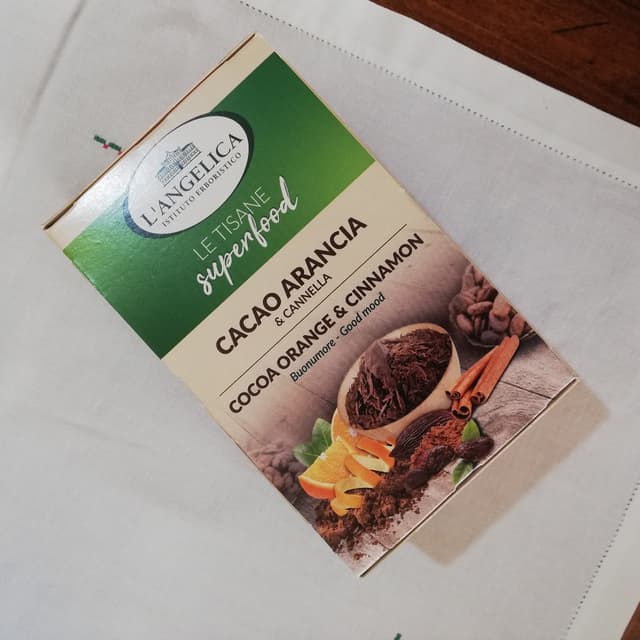 L'ANGELICA
ISTITUTO ERBORISTICO
LE TISANE
superfood
CACAO ARANCIA
& CANNELLA
COCOA ORANGE & CINNAMON
Buonumore - Good mood